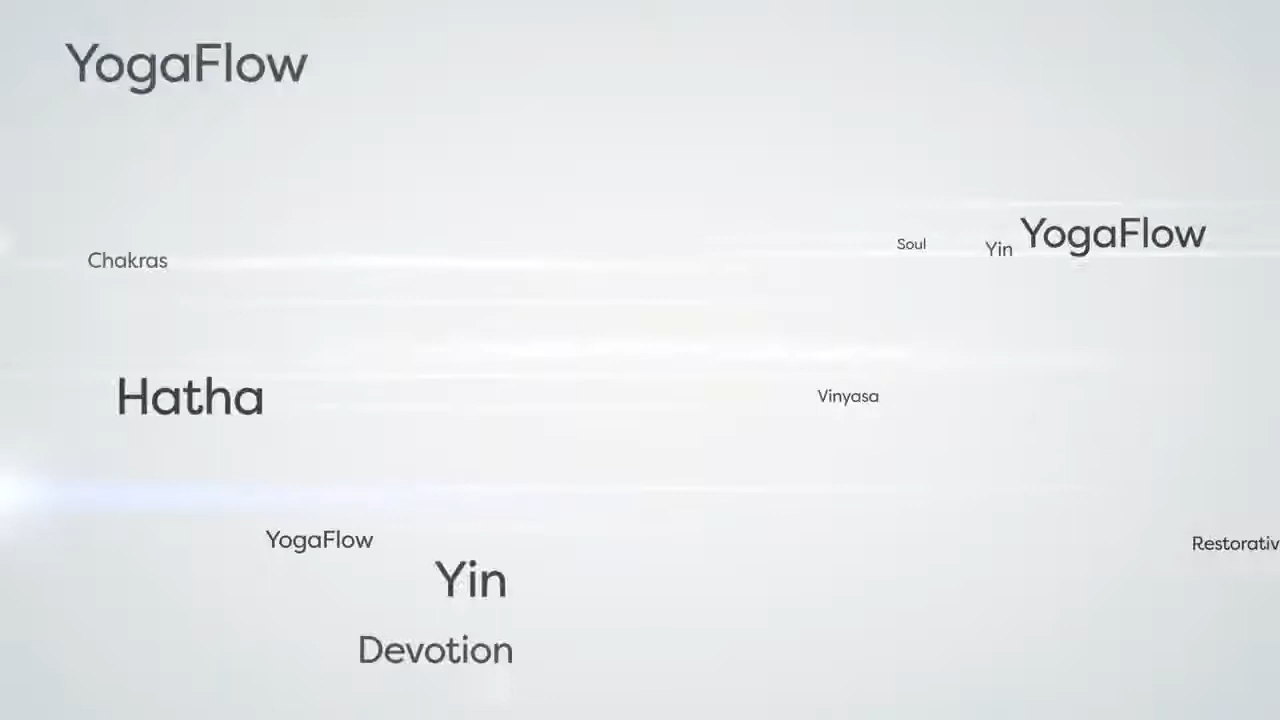 YogaFlow
YogaFlow
Soul
Yin
Chakras
Hatha
Vinyasa
YogaFlow
Restorativ
Yin
Devotion